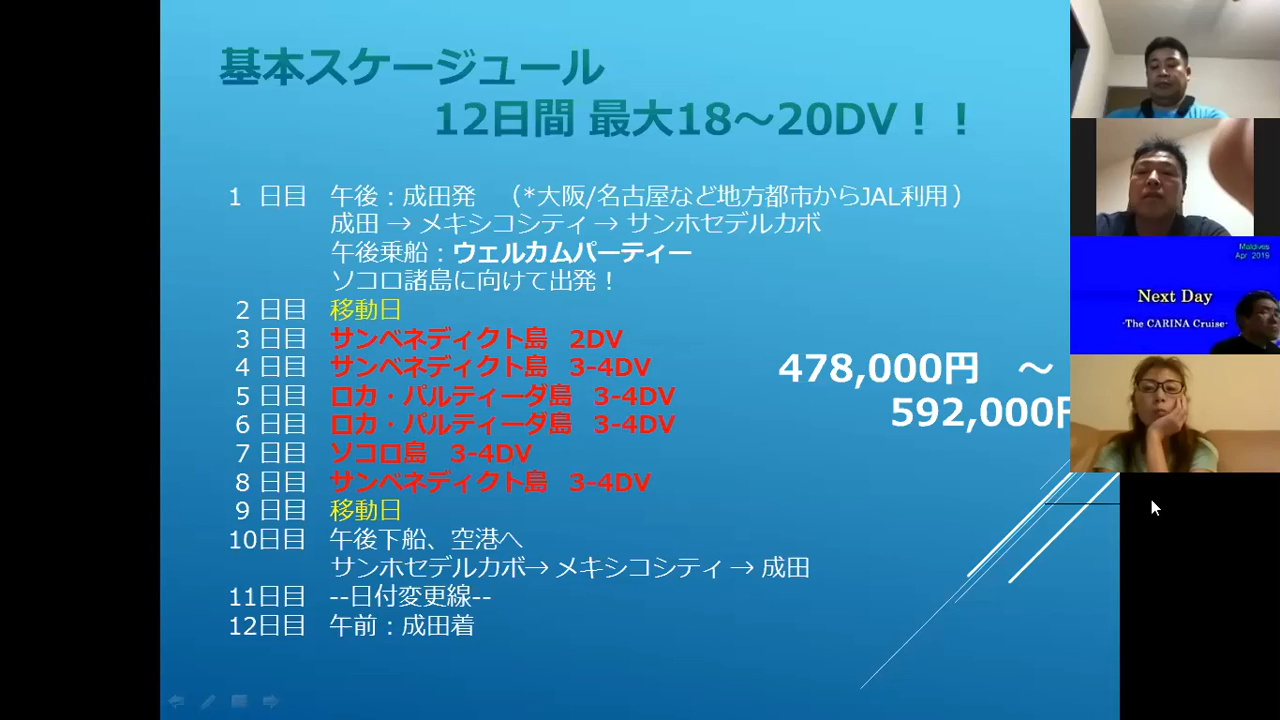 基本スケージュール
12日間 最大18～20DV！！
1 日目 午後：成田発 （*大阪/名古屋など地方都市からJAL利用）
成田 → メキシコシティ → サンホセデルカボ
午後乗船：ウェルカムパーティー
ソコロ諸島に向けて出発！
2 日目 移動日
3 日目 サンベネディクト島 2DV
4 日目 サンベネディクト島 3-4DV
5 日目 ロカ・パルティーダ島 3-4DV
6 日目 ロカ・パルティーダ島 3-4DV
7 日目 ソコロ島 3-4DV
8 日目 サンベネディクト島 3-4DV
9 日目 移動日
10日目 午後下船、空港へ
サンホセデルカボ→ メキシコシティ → 成田
11日目 --日付変更線--
12日目 午前：成田着
478,000円 ～
592,000円
Maldives
Apr 2019
Next Day
-The CARINA Cruise-